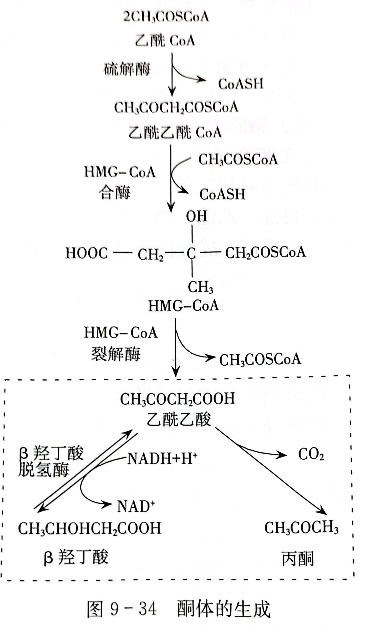 2CH₃COSCoA
乙酰 CoA
硫解酶
CoASH
CH₃COCH₂COSCoA
乙酰乙酰 CoA
HMG-CoA
合酶
CH₃COSCoA
CoASH
OH
HOOC — CH₂ — C — CH₂COSCoA
CH₃
HMG-CoA
HMG-CoA
裂解酶
CH₃COSCoA
CH₃COCH₂COOH
乙酰乙酸
β 羟丁酸
脱氢酶
NADH+H⁺
NAD⁺
CO₂
CH₃CHOHCH₂COOH
β 羟丁酸
CH₃COCH₃
丙酮
图 9-34 酮体的生成